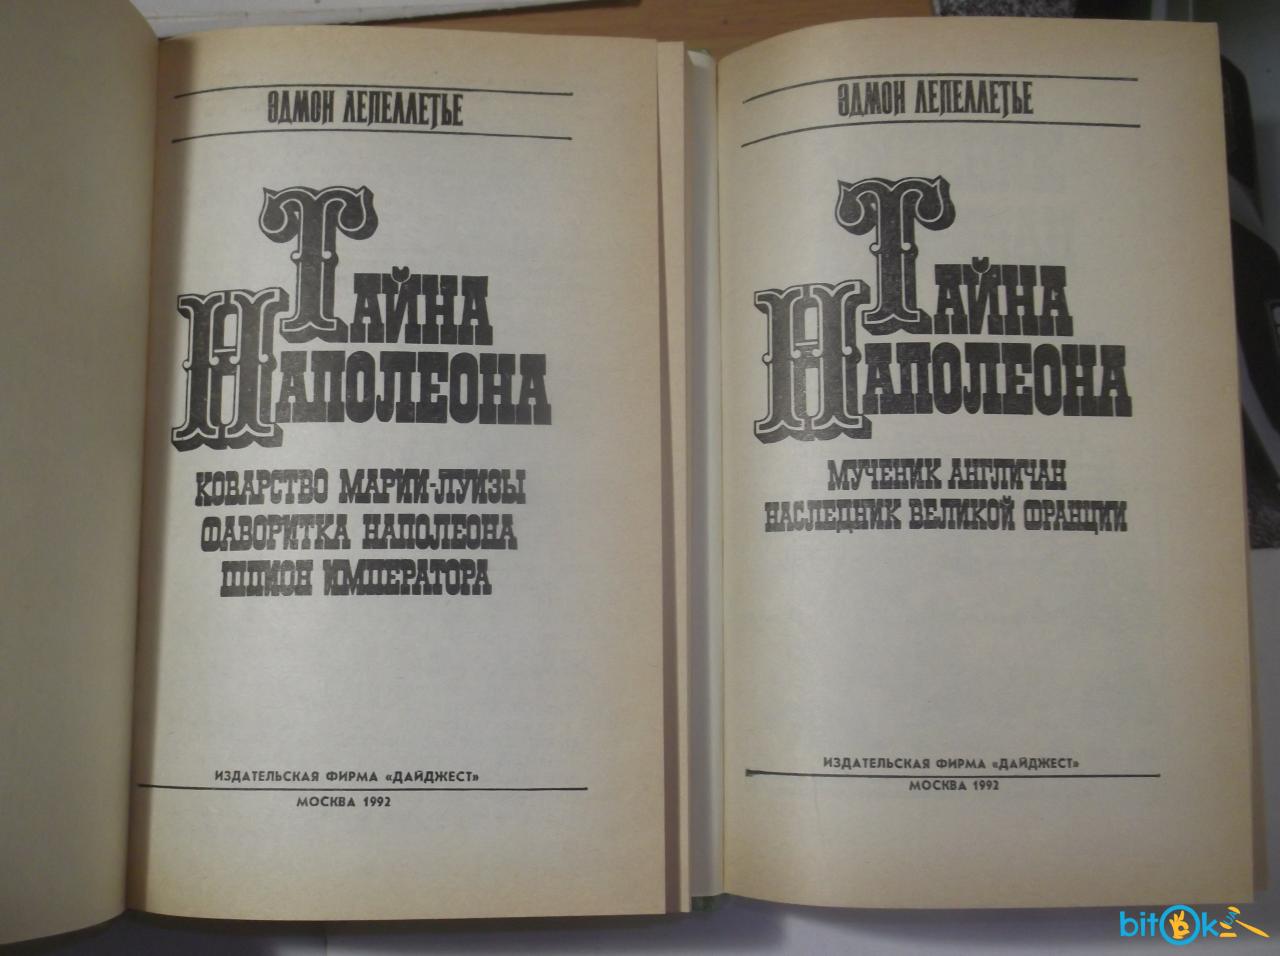 ЭДМОН ЛЕПЕЛЛЕТЬЕ
ТАЙНА
НАПОЛЕОНА
КОВАРСТВО МАРИИ-ЛУИЗЫ
ФАВОРИТКА НАПОЛЕОНА
ШПИОН ИМПЕРАТОРА
ИЗДАТЕЛЬСКАЯ ФИРМА «ДАЙДЖЕСТ»
МОСКВА 1992
ЭДМОН ЛЕПЕЛЛЕТЬЕ
ТАЙНА
НАПОЛЕОНА
МУЧЕНИК АНГЛИЧАН
НАСЛЕДНИК ВЕЛИКОЙ ФРАНЦИИ
ИЗДАТЕЛЬСКАЯ ФИРМА «ДАЙДЖЕСТ»
МОСКВА 1992
bitOk UA